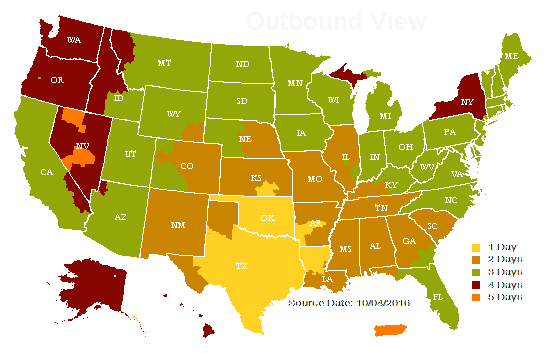 Outbound View
WA
OR
ID
MT
ND
MN
SD
WY
NV
UT
CA
AZ
CO
NM
NE
KS
OK
TX
IA
MO
AR
LA
WI
MI
IL
IN
OH
KY
TN
MS
AL
GA
FL
SC
NC
VA
WV
PA
NY
ME
1 Day
2 Days
3 Days
4 Days
5 Days
Source Date: 10/04/2016